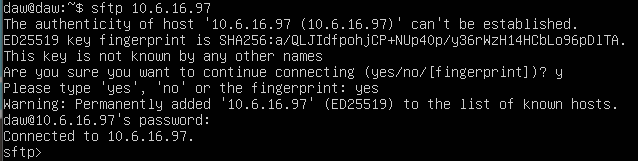 daw@daw:~$ sftp 10.6.16.97
The authenticity of host '10.6.16.97 (10.6.16.97)' can't be established.
ED25519 key fingerprint is SHA256:a/QLJIdfpohjCP+NUp40p/y36rWzH14HCbLo96pDlTA.
This key is not known by any other names
Are you sure you want to continue connecting (yes/no/[fingerprint])? y
Please type 'yes', 'no' or the fingerprint: yes
Warning: Permanently added '10.6.16.97' (ED25519) to the list of known hosts.
daw@10.6.16.97's password:
Connected to 10.6.16.97.
sftp>